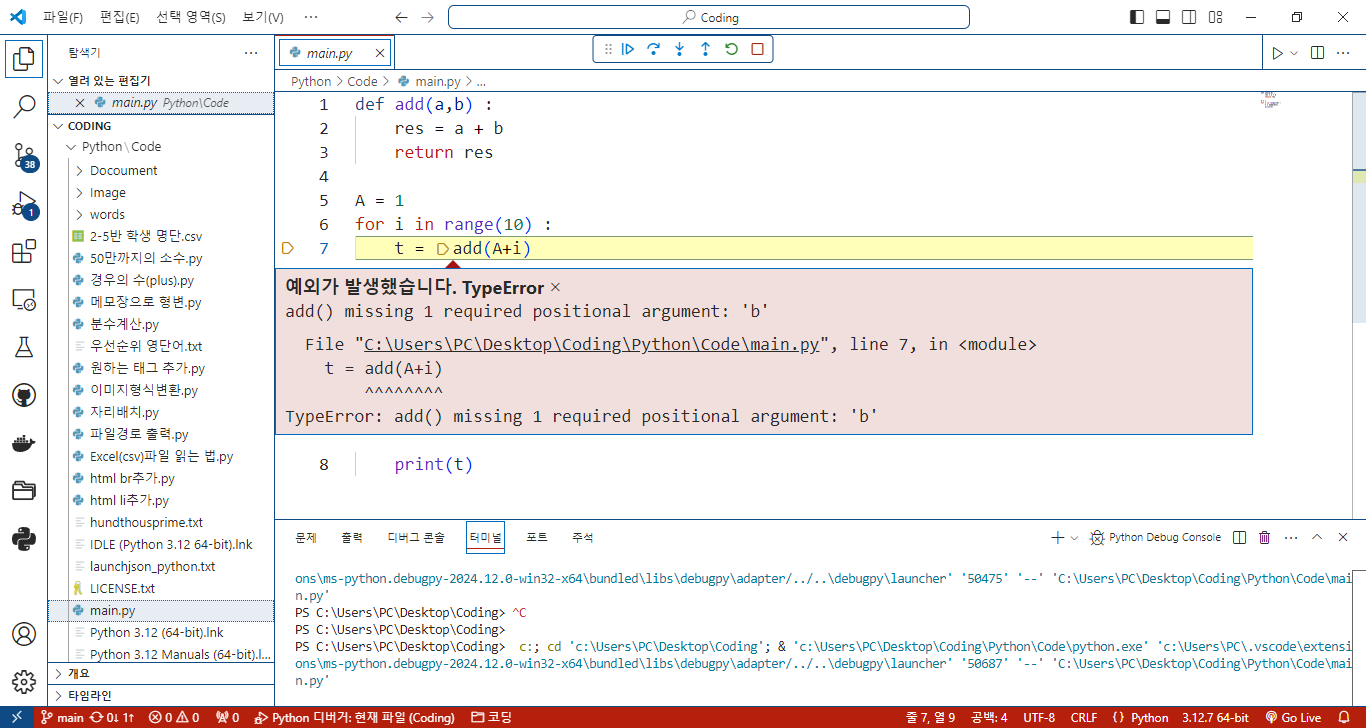 파일(F) 편집(E) 선택 영역(S) 보기(V) ··· Coding
탐색기 ···
열려 있는 편집기
main.py Python\Code
CODING
Python\Code
Docoument
Image
words
2-5반 학생 명단.csv
50만까지의 소수.py
경우의 수(plus).py
메모장으로 형변.py
분수계산.py
우선순위 영단어.txt
원하는 태그 추가.py
이미지형식변환.py
자리배치.py
파일경로 출력.py
Excel(csv)파일 읽는 법.py
html br추가.py
html li추가.py
hundthousprime.txt
IDLE (Python 3.12 64-bit).lnk
launchjson_python.txt
LICENSE.txt
main.py
Python 3.12 (64-bit).lnk
Python 3.12 Manuals (64-bit).l...
개요
타임라인
38
1
main.py
Python > Code > main.py > ...
1 def add(a,b) :
2 res = a + b
3 return res
4
5 A = 1
6 for i in range(10) :
7 t = add(A+i)
예외가 발생했습니다. TypeError
add() missing 1 required positional argument: 'b'
File "C:\Users\PC\Desktop\Coding\Python\Code\main.py", line 7, in <module>
t = add(A+i)
^^^^^^^^
TypeError: add() missing 1 required positional argument: 'b'
8 print(t)
문제 출력 디버그 콘솔 터미널 포트 주석 Python Debug Console
ons\ms-python.debugpy-2024.12.0-win32-x64\bundled\libs\debugpy\adapter/../..\debugpy\launcher' '50475' '--' 'C:\Users\PC\Desktop\Coding\Python\Code\mai
n.py'
PS C:\Users\PC\Desktop\Coding> ^C
PS C:\Users\PC\Desktop\Coding>
PS C:\Users\PC\Desktop\Coding> c:; cd 'c:\Users\PC\Desktop\Coding'; & 'c:\Users\PC\Desktop\Coding\Python\Code\python.exe' 'c:\Users\PC\.vscode\extensi
ons\ms-python.debugpy-2024.12.0-win32-x64\bundled\libs\debugpy\adapter/../..\debugpy\launcher' '50687' '--' 'C:\Users\PC\Desktop\Coding\Python\Code\mai
n.py'
main 0↓ 1↑ 0 0 0 Python 디버거: 현재 파일 (Coding) 코딩 줄 7, 열 9 공백: 4 UTF-8 CRLF {} Python 3.12.7 64-bit Go Live